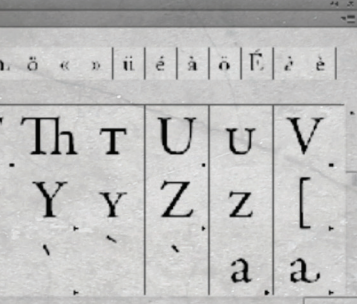 ö « » ü é à ö É è è
Th T U U V
Y Y Z Z [
` ` `
a a